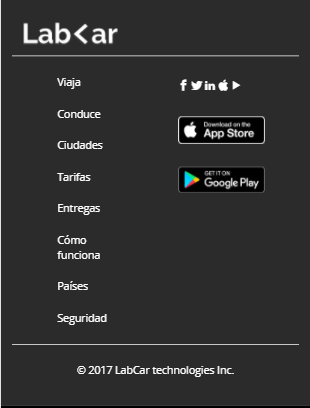 Lab<ar
Viaja
Conduce
Ciudades
Tarifas
Entregas
Cómo
funciona
Países
Seguridad
Download on the
App Store
GET IT ON
Google Play
© 2017 LabCar technologies Inc.